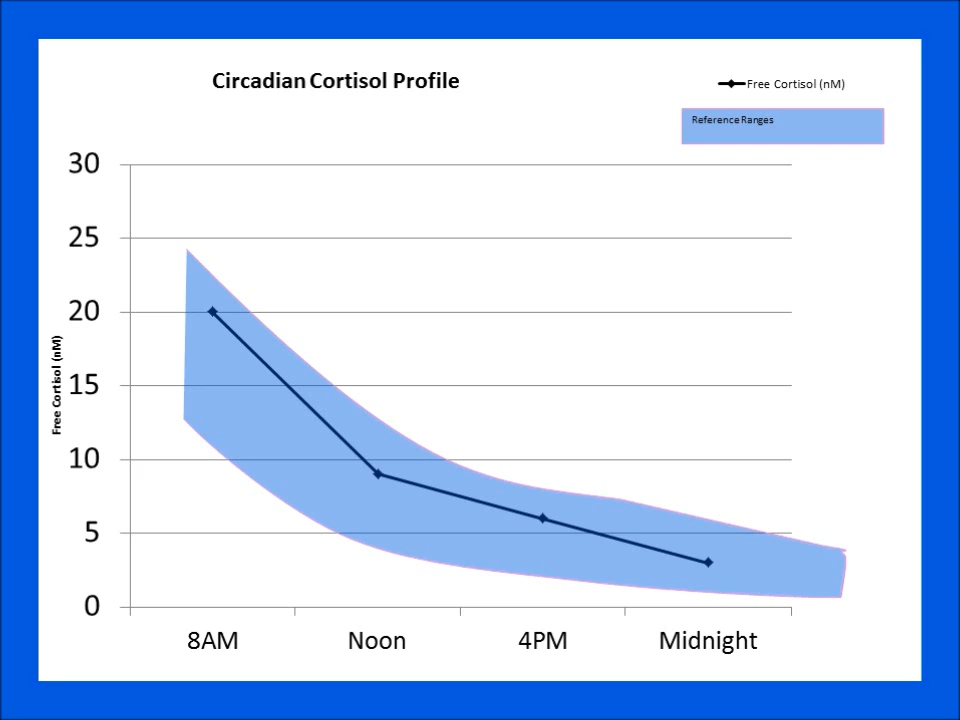 Circadian Cortisol Profile
Free Cortisol (nM)
Reference Ranges
30
25
20
15
10
5
0
Free Cortisol (nM)
8AM
Noon
4PM
Midnight